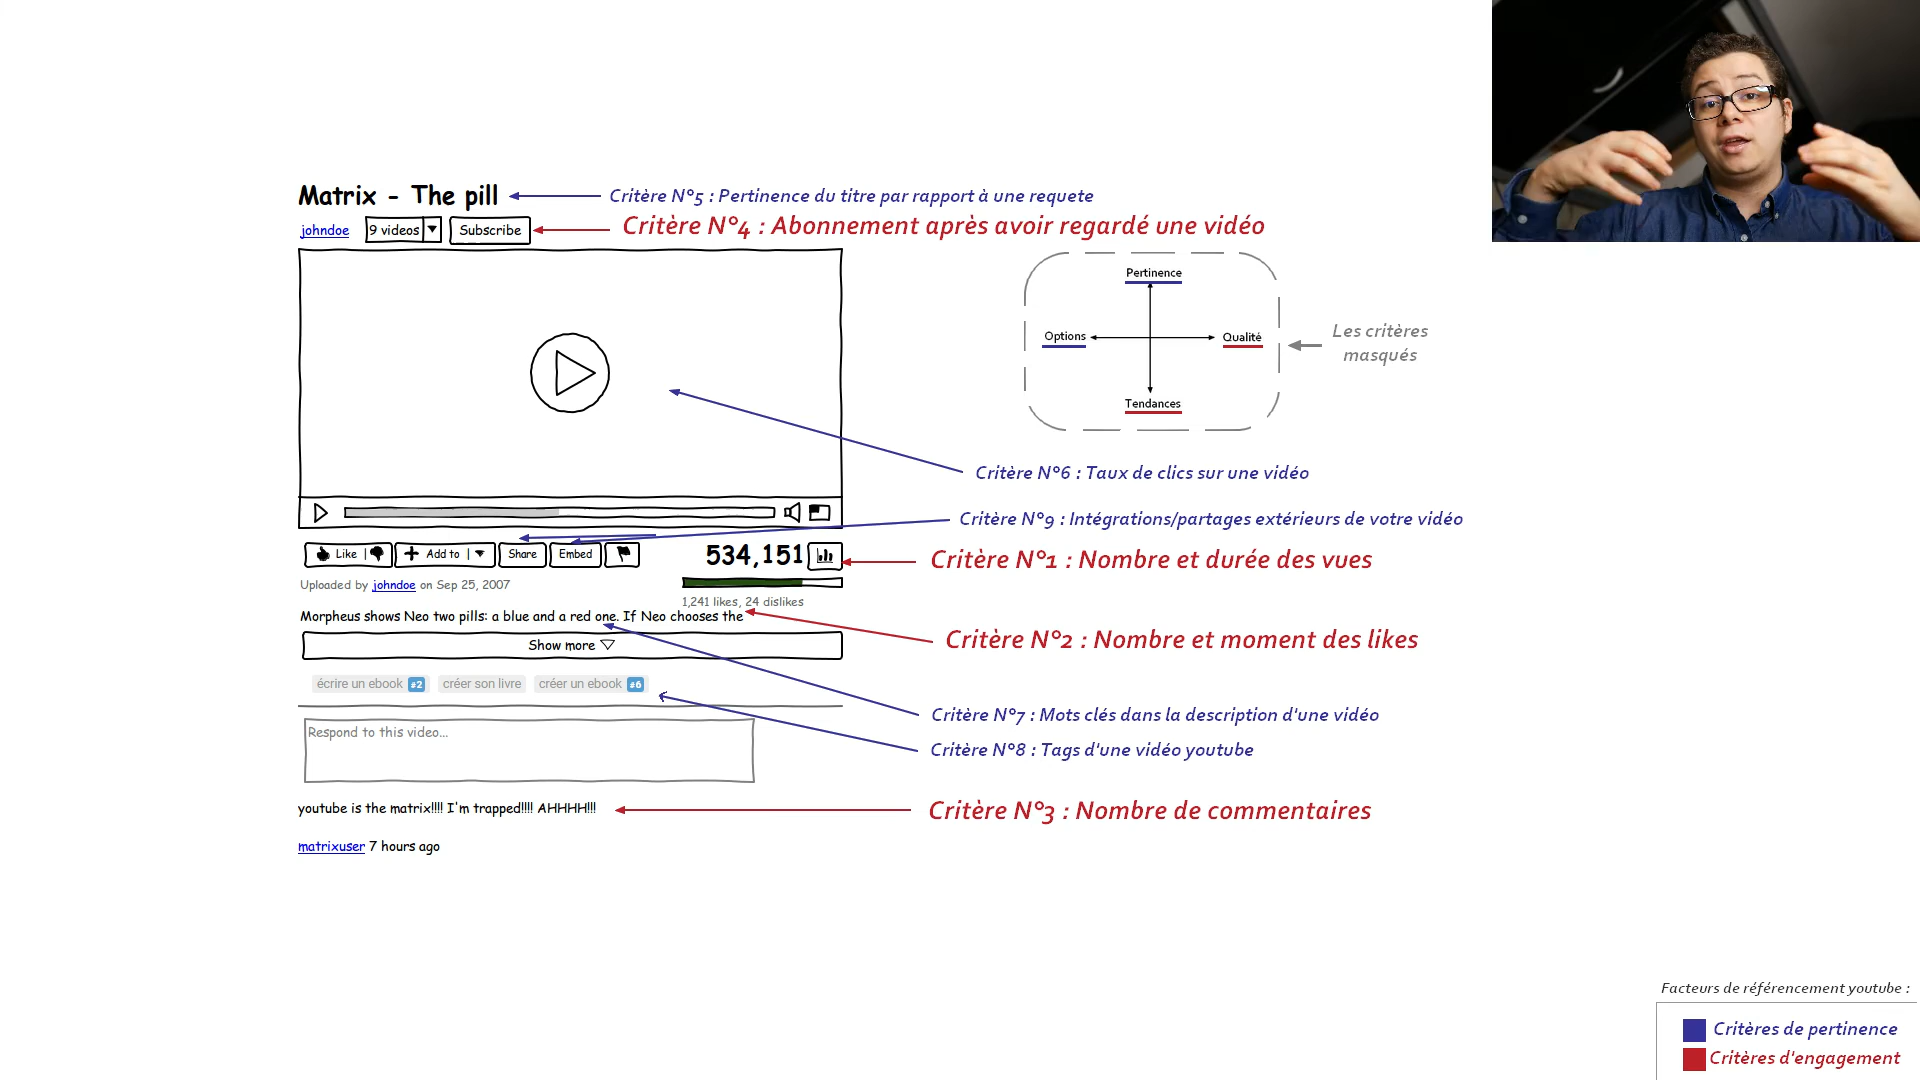 Matrix - The pill
Critère N°5 : Pertinence du titre par rapport à une requete
johndoe
9 videos
Subscribe
Critère N°4 : Abonnement après avoir regardé une vidéo
Pertinence
Options
Qualité
Tendances
Les critères
masqués
Critère N°6 : Taux de clics sur une vidéo
Critère N°9 : Intégrations/partages extérieurs de votre vidéo
Like
Add to
Share
Embed
534,151
Critère N°1 : Nombre et durée des vues
Uploaded by johndoe on Sep 25, 2007
1,241 likes, 24 dislikes
Morpheus shows Neo two pills: a blue and a red one. If Neo chooses the
Critère N°2 : Nombre et moment des likes
Show more
écrire un ebook #2 créer son livre créer un ebook #6
Critère N°7 : Mots clés dans la description d'une vidéo
Respond to this video...
Critère N°8 : Tags d'une vidéo youtube
youtube is the matrix!!!! I'm trapped!!!! AHHHH!!!
Critère N°3 : Nombre de commentaires
matrixuser 7 hours ago
Facteurs de référencement youtube :
Critères de pertinence
Critères d'engagement